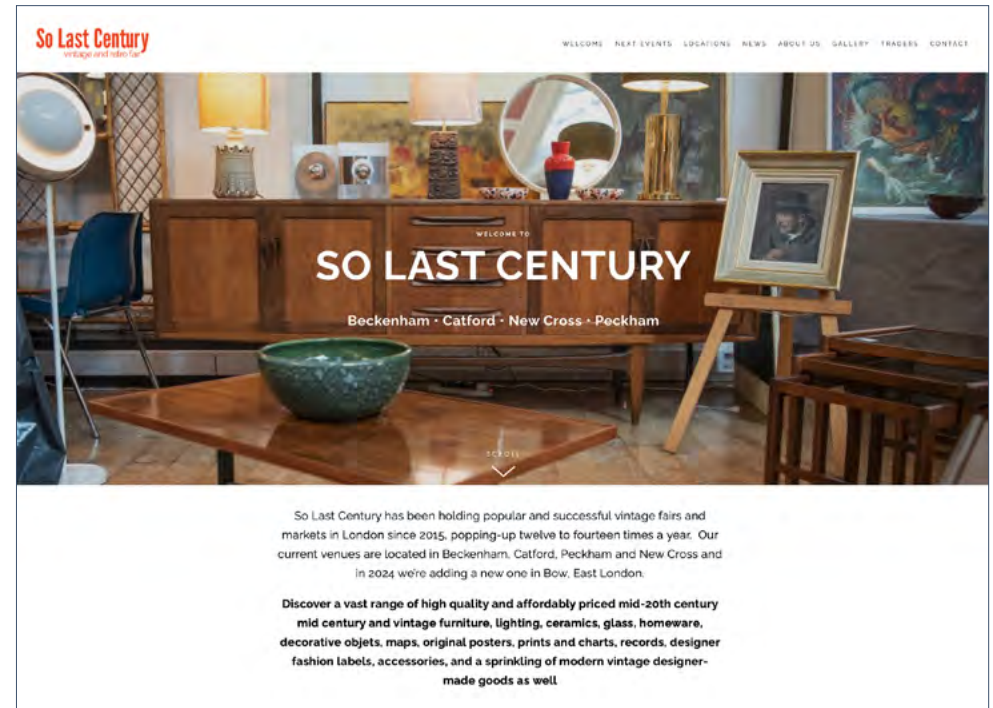 So Last Century
vintage and retro fair
WELCOME NEXT EVENTS LOCATIONS NEWS ABOUT US GALLERY TRADERS CONTACT
WELCOME TO
SO LAST CENTURY
Beckenham • Catford • New Cross • Peckham
SCROLL
So Last Century has been holding popular and successful vintage fairs and
markets in London since 2015, popping-up twelve to fourteen times a year. Our
current venues are located in Beckenham, Catford, Peckham and New Cross and
in 2024 we're adding a new one in Bow, East London.
Discover a vast range of high quality and affordably priced mid-20th century
mid century and vintage furniture, lighting, ceramics, glass, homeware,
decorative objets, maps, original posters, prints and charts, records, designer
fashion labels, accessories, and a sprinkling of modern vintage designer-
made goods as well